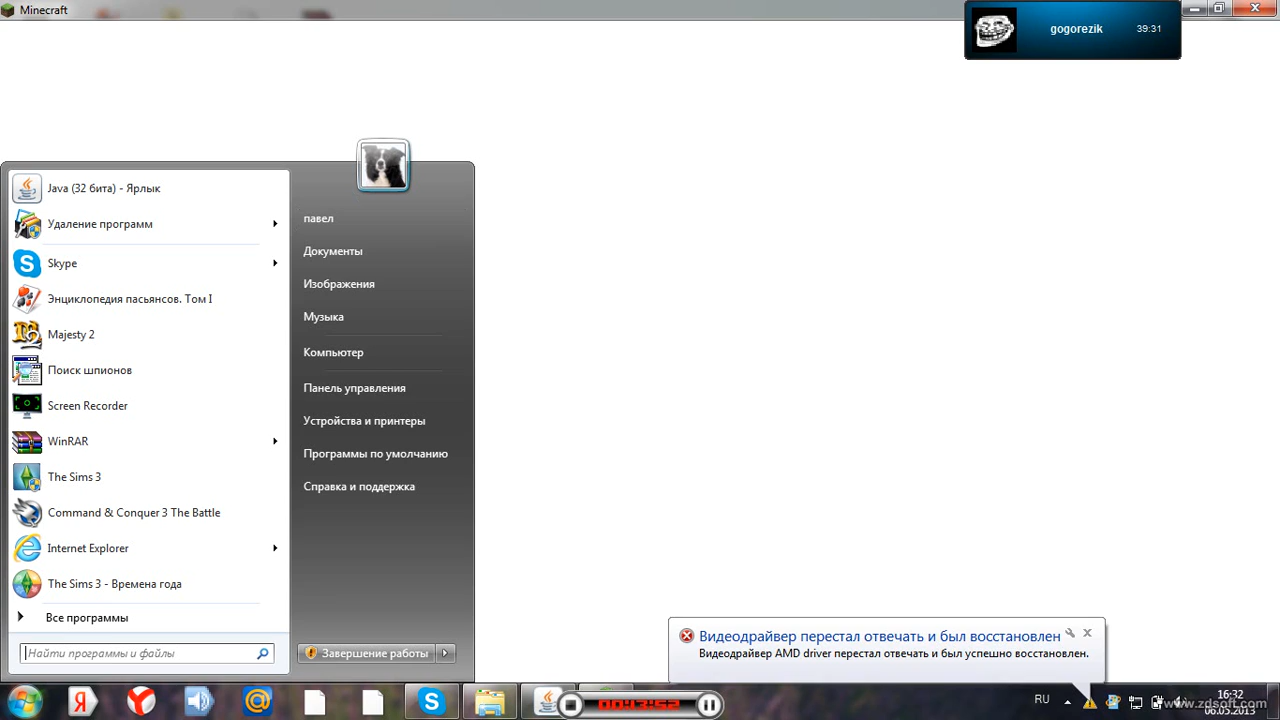 Minecraft
gogorezik 39:31
Java (32 бита) - Ярлык
Удаление программ
Skype
Энциклопедия пасьянсов. Том I
Majesty 2
Поиск шпионов
Screen Recorder
WinRAR
The Sims 3
Command & Conquer 3 The Battle
Internet Explorer
The Sims 3 - Времена года
Все программы
Найти программы и файлы
павел
Документы
Изображения
Музыка
Компьютер
Панель управления
Устройства и принтеры
Программы по умолчанию
Справка и поддержка
Завершение работы
Видеодрайвер перестал отвечать и был восстановлен
Видеодрайвер AMD driver перестал отвечать и был успешно восстановлен.
RU
16:32
06.05.2013
www.zdsoft.com